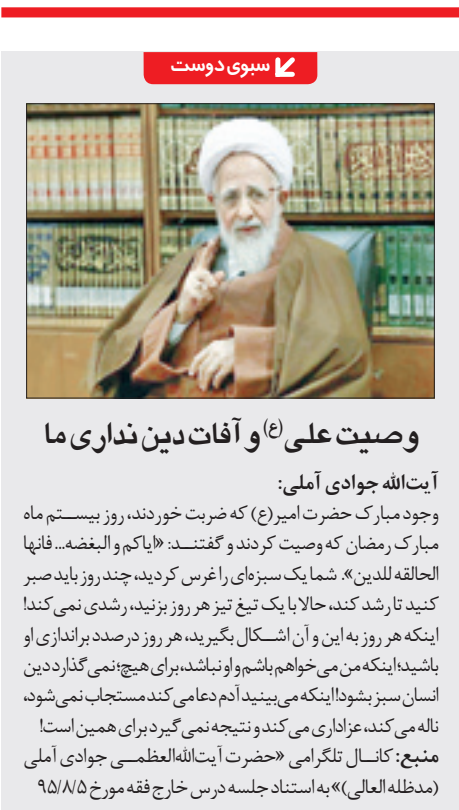 سبوی دوست
وصیت علی(ع) و آفات دین نداری ما
آیت‌الله جوادی آملی:
وجود مبارک حضرت امیر(ع) که ضربت خوردند، روز بیستم ماه
مبارک رمضان که وصیت کردند و گفتند: «ایاکم و البغضه... فانها
الحالقه للدین». شما یک سبزه‌ای را غرس کردید، چند روز باید صبر
کنید تا رشد کند، حالا با یک تیغ تیز هر روز بزنید، رشدی نمی‌کند!
اینکه هر روز به این و آن اشکال بگیرید، هر روز درصدد براندازی او
باشید؛ اینکه من می‌خواهم باشم و او نباشد، برای هیچ؛ نمی‌گذارد دین
انسان سبز بشود! اینکه می‌بینید آدم دعا می‌کند مستجاب نمی‌شود،
ناله می‌کند، عزاداری می‌کند و نتیجه نمی‌گیرد برای همین است!
منبع: کانال تلگرامی «حضرت آیت‌الله‌العظمی جوادی آملی
(مدظله العالی)» به استناد جلسه درس خارج فقه مورخ ۹۵/۸/۵